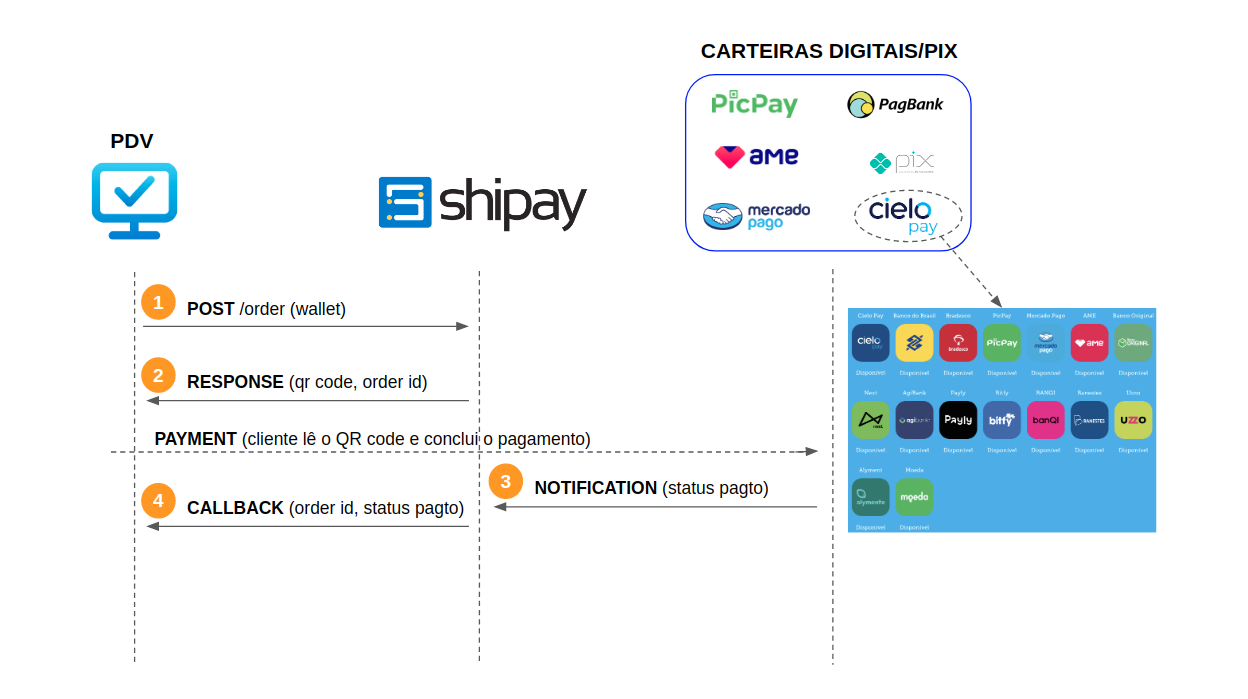 CARTEIRAS DIGITAIS/PIX
PicPay
PagBank
PDV
ame
pix
shipay
mercado
pago
cielo
pay
1 POST /order (wallet)
2 RESPONSE (qr code, order id)
PAYMENT (cliente lê o QR code e conclui o pagamento)
3 NOTIFICATION (status pagto)
4 CALLBACK (order id, status pagto)
Cielo Pay Banco do Brasil Bradesco PicPay Mercado Pago AME Banco Original
cielo bradesco PicPay mercado pago ame ORIGINAL
Disponível Disponível Disponível Disponível Disponível Disponível Disponível
Next AgiBank Payly Bitfy BANQI Banestes Uzzo
next agibank Payly bitfy banQi BANESTES UZZO
Disponível Disponível Disponível Disponível Disponível Disponível Disponível
Alyment Moeda
alymente moeda
Disponível Disponível